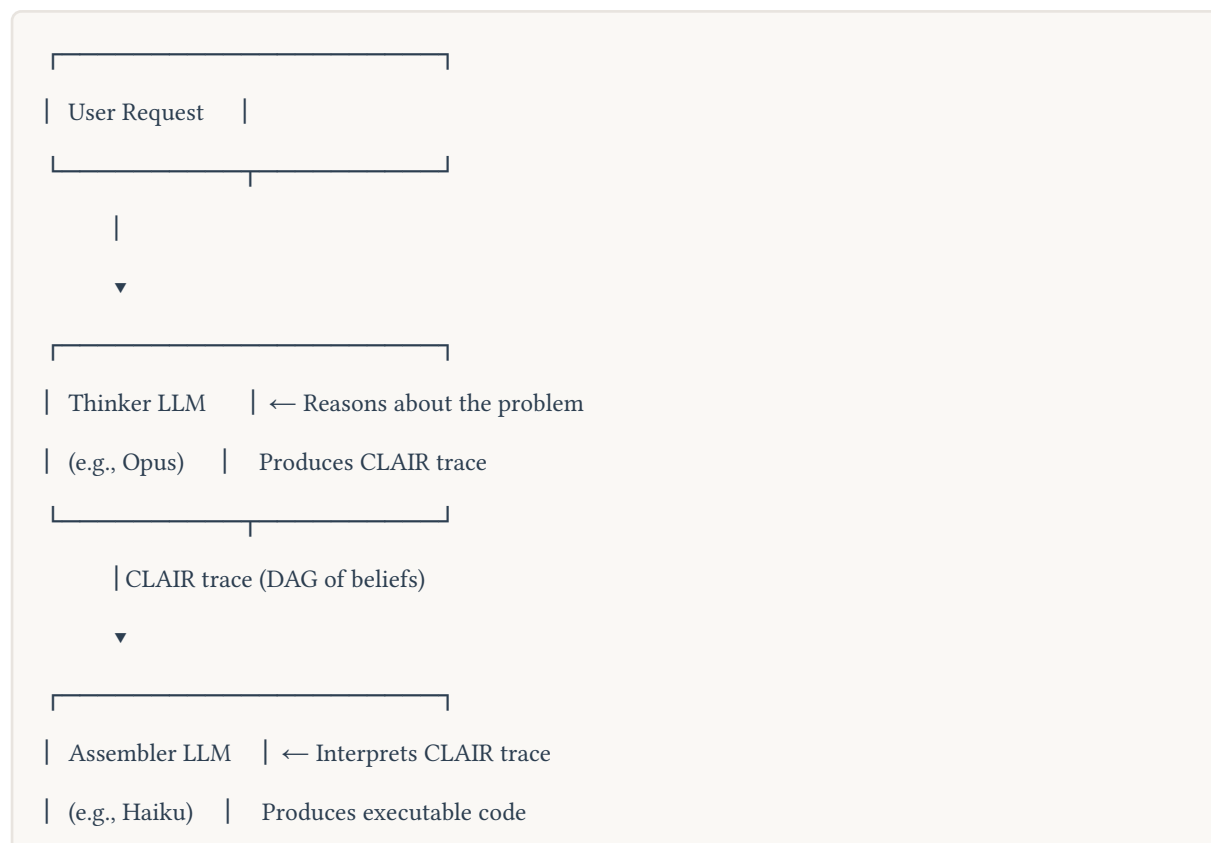 ┌─────────────────────────┐
│ User Request │
└────────────┬────────────┘
│
▼
┌─────────────────────────┐
│ Thinker LLM │ ← Reasons about the problem
│ (e.g., Opus) │ Produces CLAIR trace
└────────────┬────────────┘
│ CLAIR trace (DAG of beliefs)
▼
┌─────────────────────────┐
│ Assembler LLM │ ← Interprets CLAIR trace
│ (e.g., Haiku) │ Produces executable code